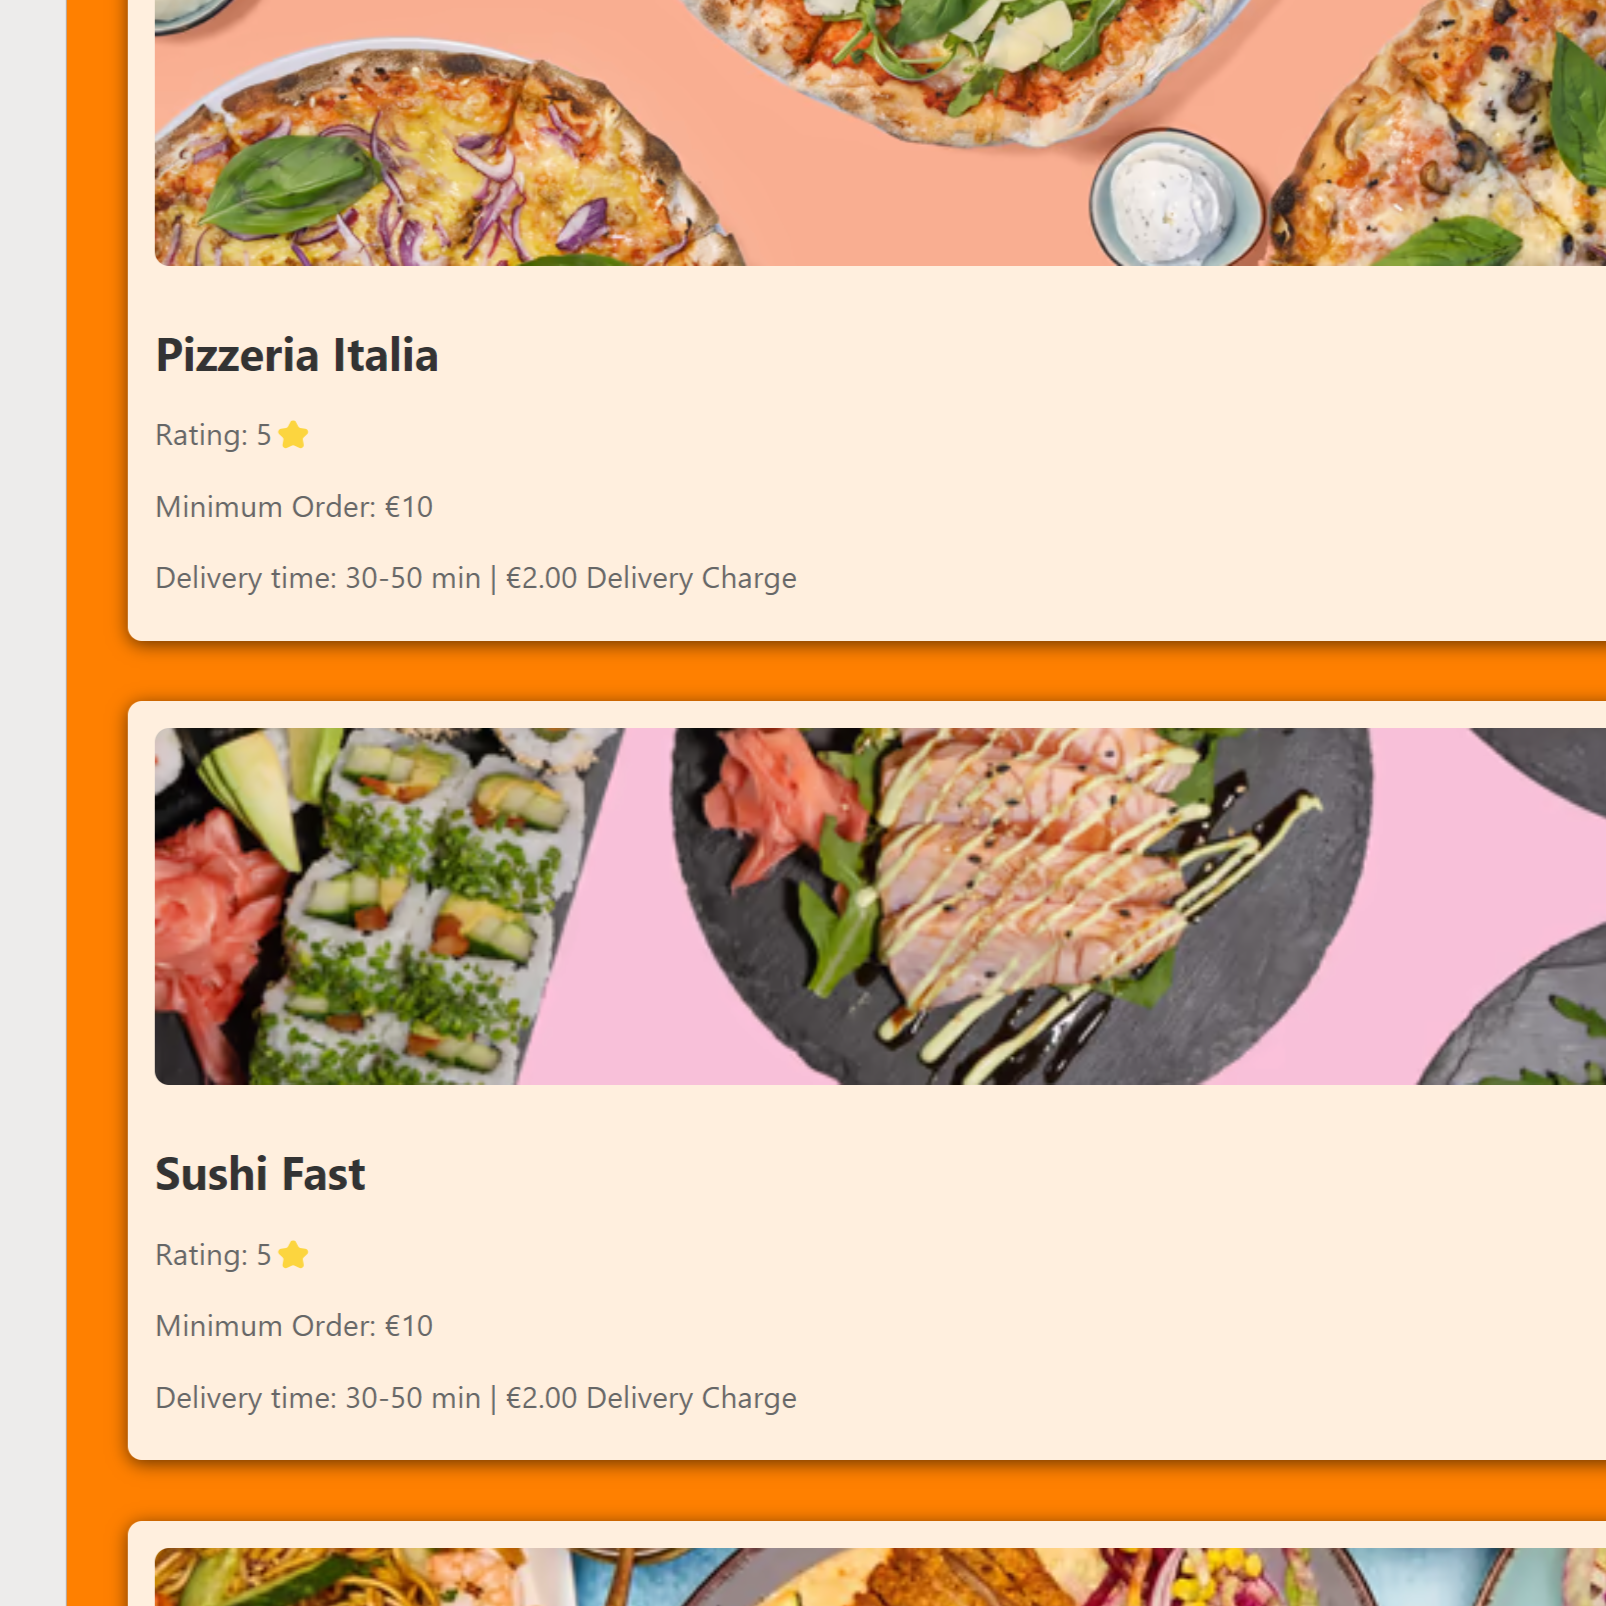 Pizzeria Italia
Rating: 5
Minimum Order: €10
Delivery time: 30-50 min | €2.00 Delivery Charge
Sushi Fast
Rating: 5
Minimum Order: €10
Delivery time: 30-50 min | €2.00 Delivery Charge